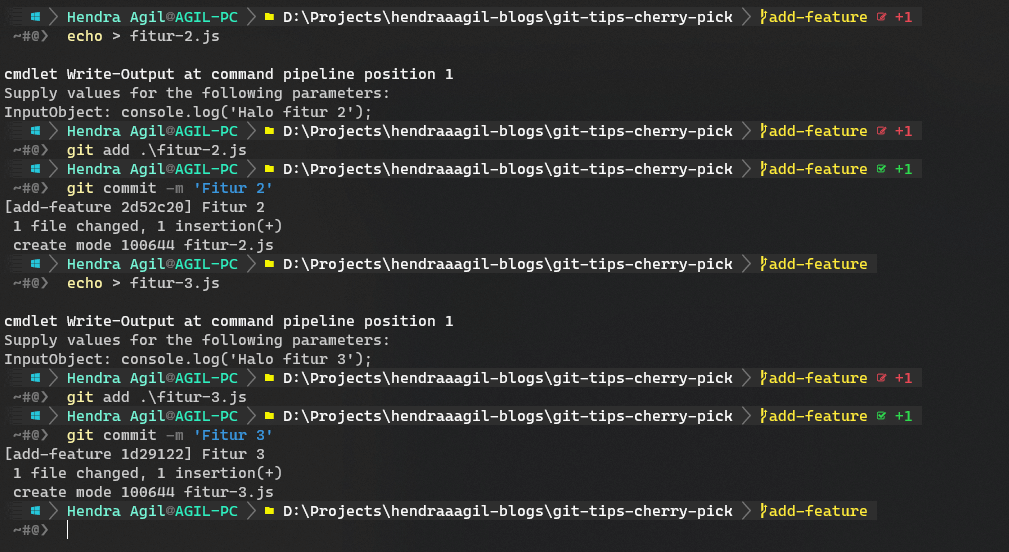 Hendra Agil@AGIL-PC > D:\Projects\hendraaagil-blogs\git-tips-cherry-pick > add-feature +1
~#@❯ echo > fitur-2.js
cmdlet Write-Output at command pipeline position 1
Supply values for the following parameters:
InputObject: console.log('Halo fitur 2');
Hendra Agil@AGIL-PC > D:\Projects\hendraaagil-blogs\git-tips-cherry-pick > add-feature +1
~#@❯ git add .\fitur-2.js
Hendra Agil@AGIL-PC > D:\Projects\hendraaagil-blogs\git-tips-cherry-pick > add-feature +1
~#@❯ git commit -m 'Fitur 2'
[add-feature 2d52c20] Fitur 2
1 file changed, 1 insertion(+)
create mode 100644 fitur-2.js
Hendra Agil@AGIL-PC > D:\Projects\hendraaagil-blogs\git-tips-cherry-pick > add-feature
~#@❯ echo > fitur-3.js
cmdlet Write-Output at command pipeline position 1
Supply values for the following parameters:
InputObject: console.log('Halo fitur 3');
Hendra Agil@AGIL-PC > D:\Projects\hendraaagil-blogs\git-tips-cherry-pick > add-feature +1
~#@❯ git add .\fitur-3.js
Hendra Agil@AGIL-PC > D:\Projects\hendraaagil-blogs\git-tips-cherry-pick > add-feature +1
~#@❯ git commit -m 'Fitur 3'
[add-feature 1d29122] Fitur 3
1 file changed, 1 insertion(+)
create mode 100644 fitur-3.js
Hendra Agil@AGIL-PC > D:\Projects\hendraaagil-blogs\git-tips-cherry-pick > add-feature
~#@❯